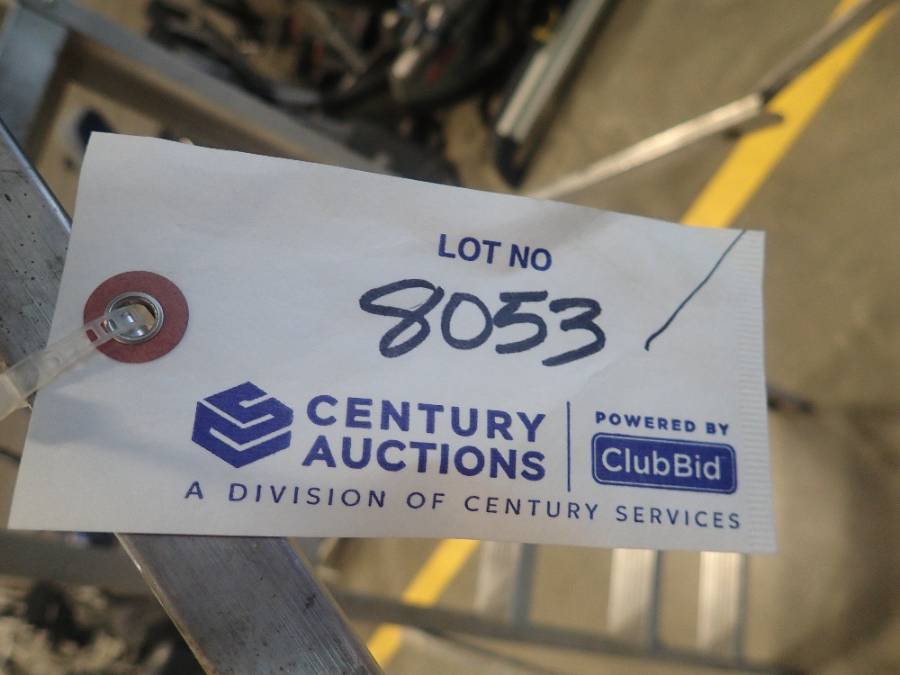 LOT NO
8053
CENTURY
AUCTIONS
A DIVISION OF CENTURY SERVICES
POWERED BY
ClubBid